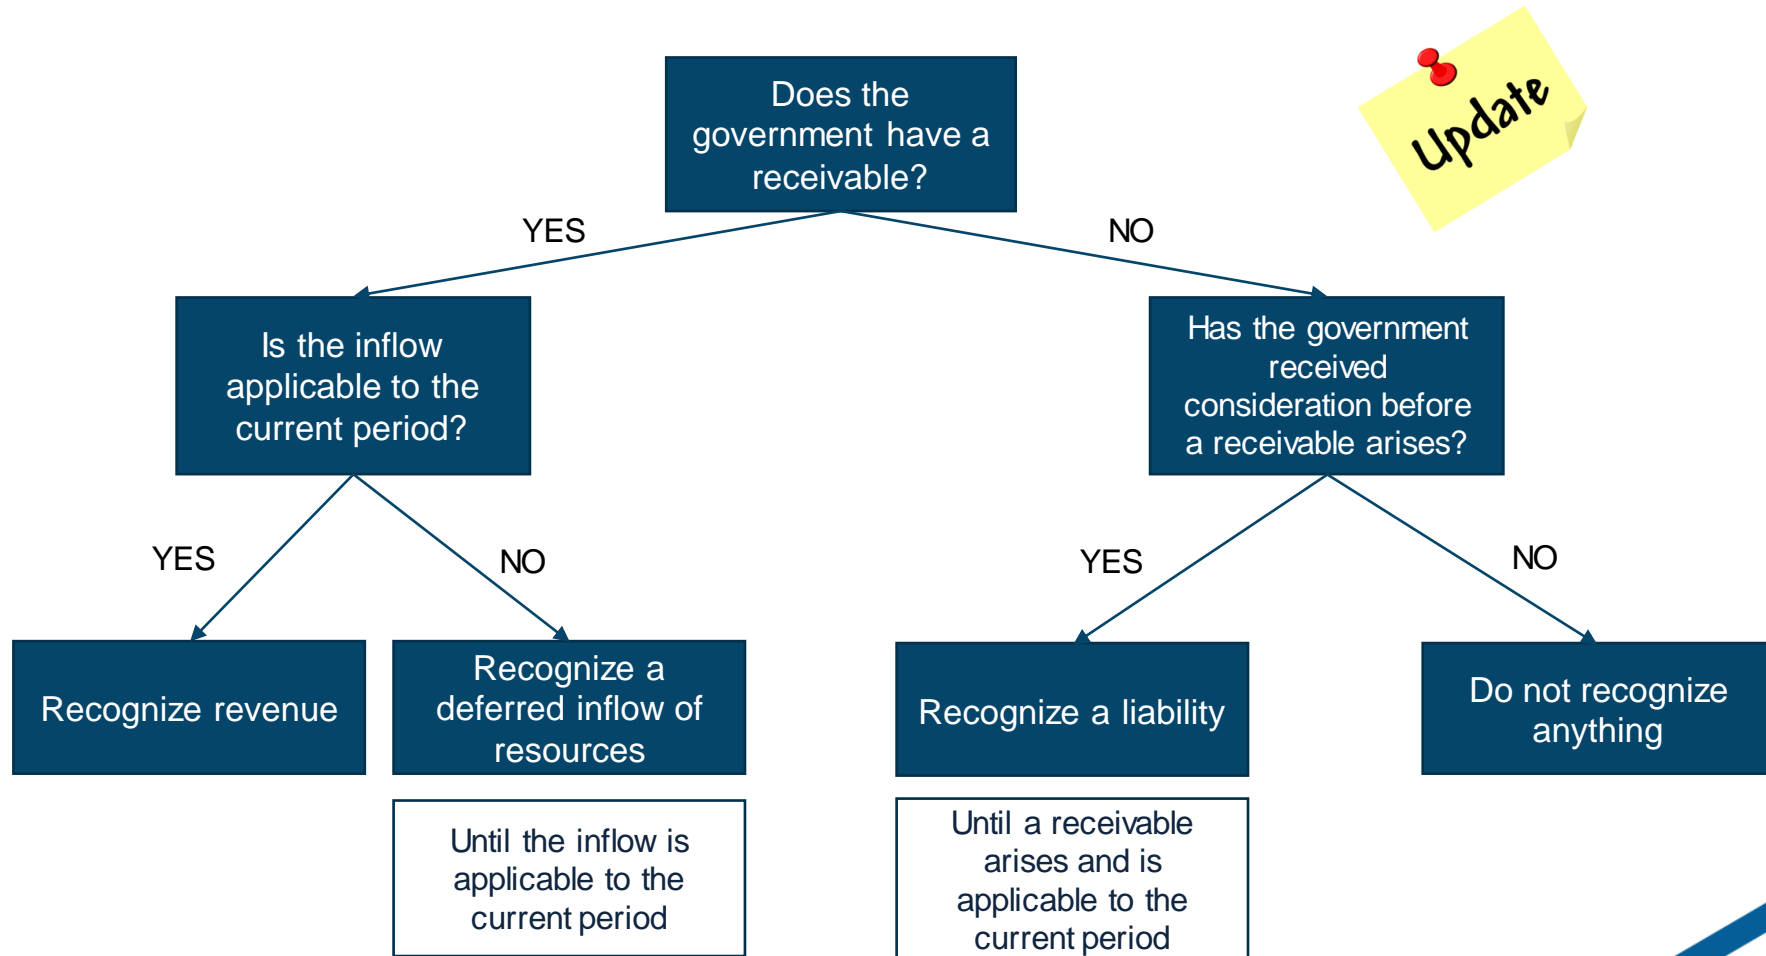 Does the
government have a
receivable?
Update
YES
NO
Is the inflow
applicable to the
current period?
Has the government
received
consideration before
a receivable arises?
YES
NO
YES
NO
Recognize revenue
Recognize a
deferred inflow of
resources
Recognize a liability
Do not recognize
anything
Until the inflow is
applicable to the
current period
Until a receivable
arises and is
applicable to the
current period